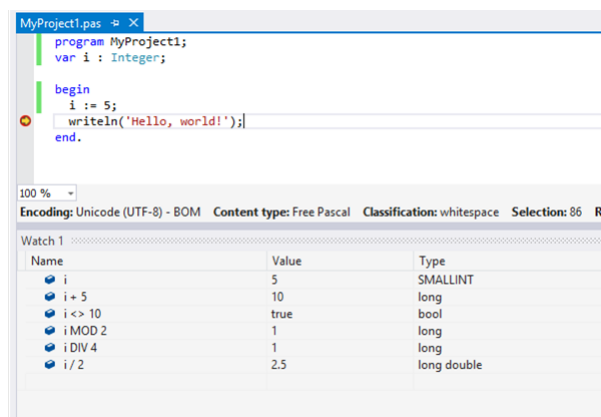 MyProject1.pas
program MyProject1;
var i : Integer;
begin
i := 5;
writeln('Hello, world!');
end.
100 %
Encoding: Unicode (UTF-8) - BOM Content type: Free Pascal Classification: whitespace Selection: 86 R
Watch 1
Name Value Type
i 5 SMALLINT
i + 5 10 long
i <> 10 true bool
i MOD 2 1 long
i DIV 4 1 long
i / 2 2.5 long double